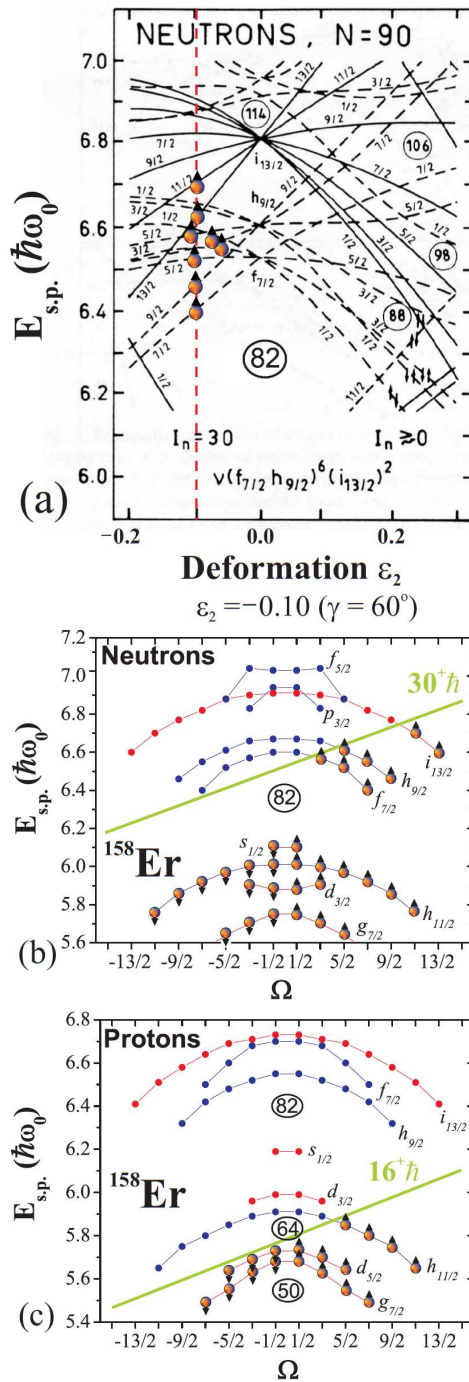 NEUTRONS, N=90
7.0
6.8
6.6
6.4
6.2
6.0
E s.p. (ℏω0)
13/2
11/2
3/2
1/2
9/2
7/2
5/2
114
106
98
88
82
i13/2
h9/2
f7/2
In = 30
In ⩾ 0
ν(f7/2 h9/2)^6 (i13/2)^2
(a)
−0.2
0.0
0.2
Deformation ε2
ε2 =−0.10 (γ = 60°)
7.2
Neutrons
f5/2
30+ℏ
7.0
6.8
p3/2
6.6
i13/2
E s.p. (ℏω0)
6.4
h9/2
82
f7/2
6.2
158Er
s1/2
6.0
d3/2
5.8
h11/2
g7/2
5.6
(b)
-13/2 -9/2 -5/2 -1/2 1/2 5/2 9/2 13/2
Ω
6.8
Protons
6.6
f7/2
i13/2
6.4
82
h9/2
E s.p. (ℏω0)
6.2
s1/2
16+ℏ
158Er
6.0
d3/2
64
5.8
h11/2
d5/2
5.6
50
g7/2
5.4
(c)
-13/2 -9/2 -5/2 -1/2 1/2 5/2 9/2 13/2
Ω